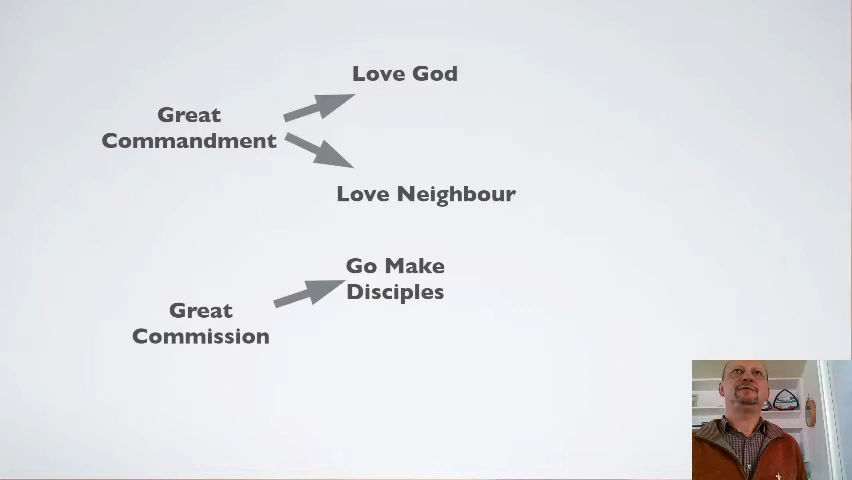 Love God
Great
Commandment
Love Neighbour
Go Make
Disciples
Great
Commission